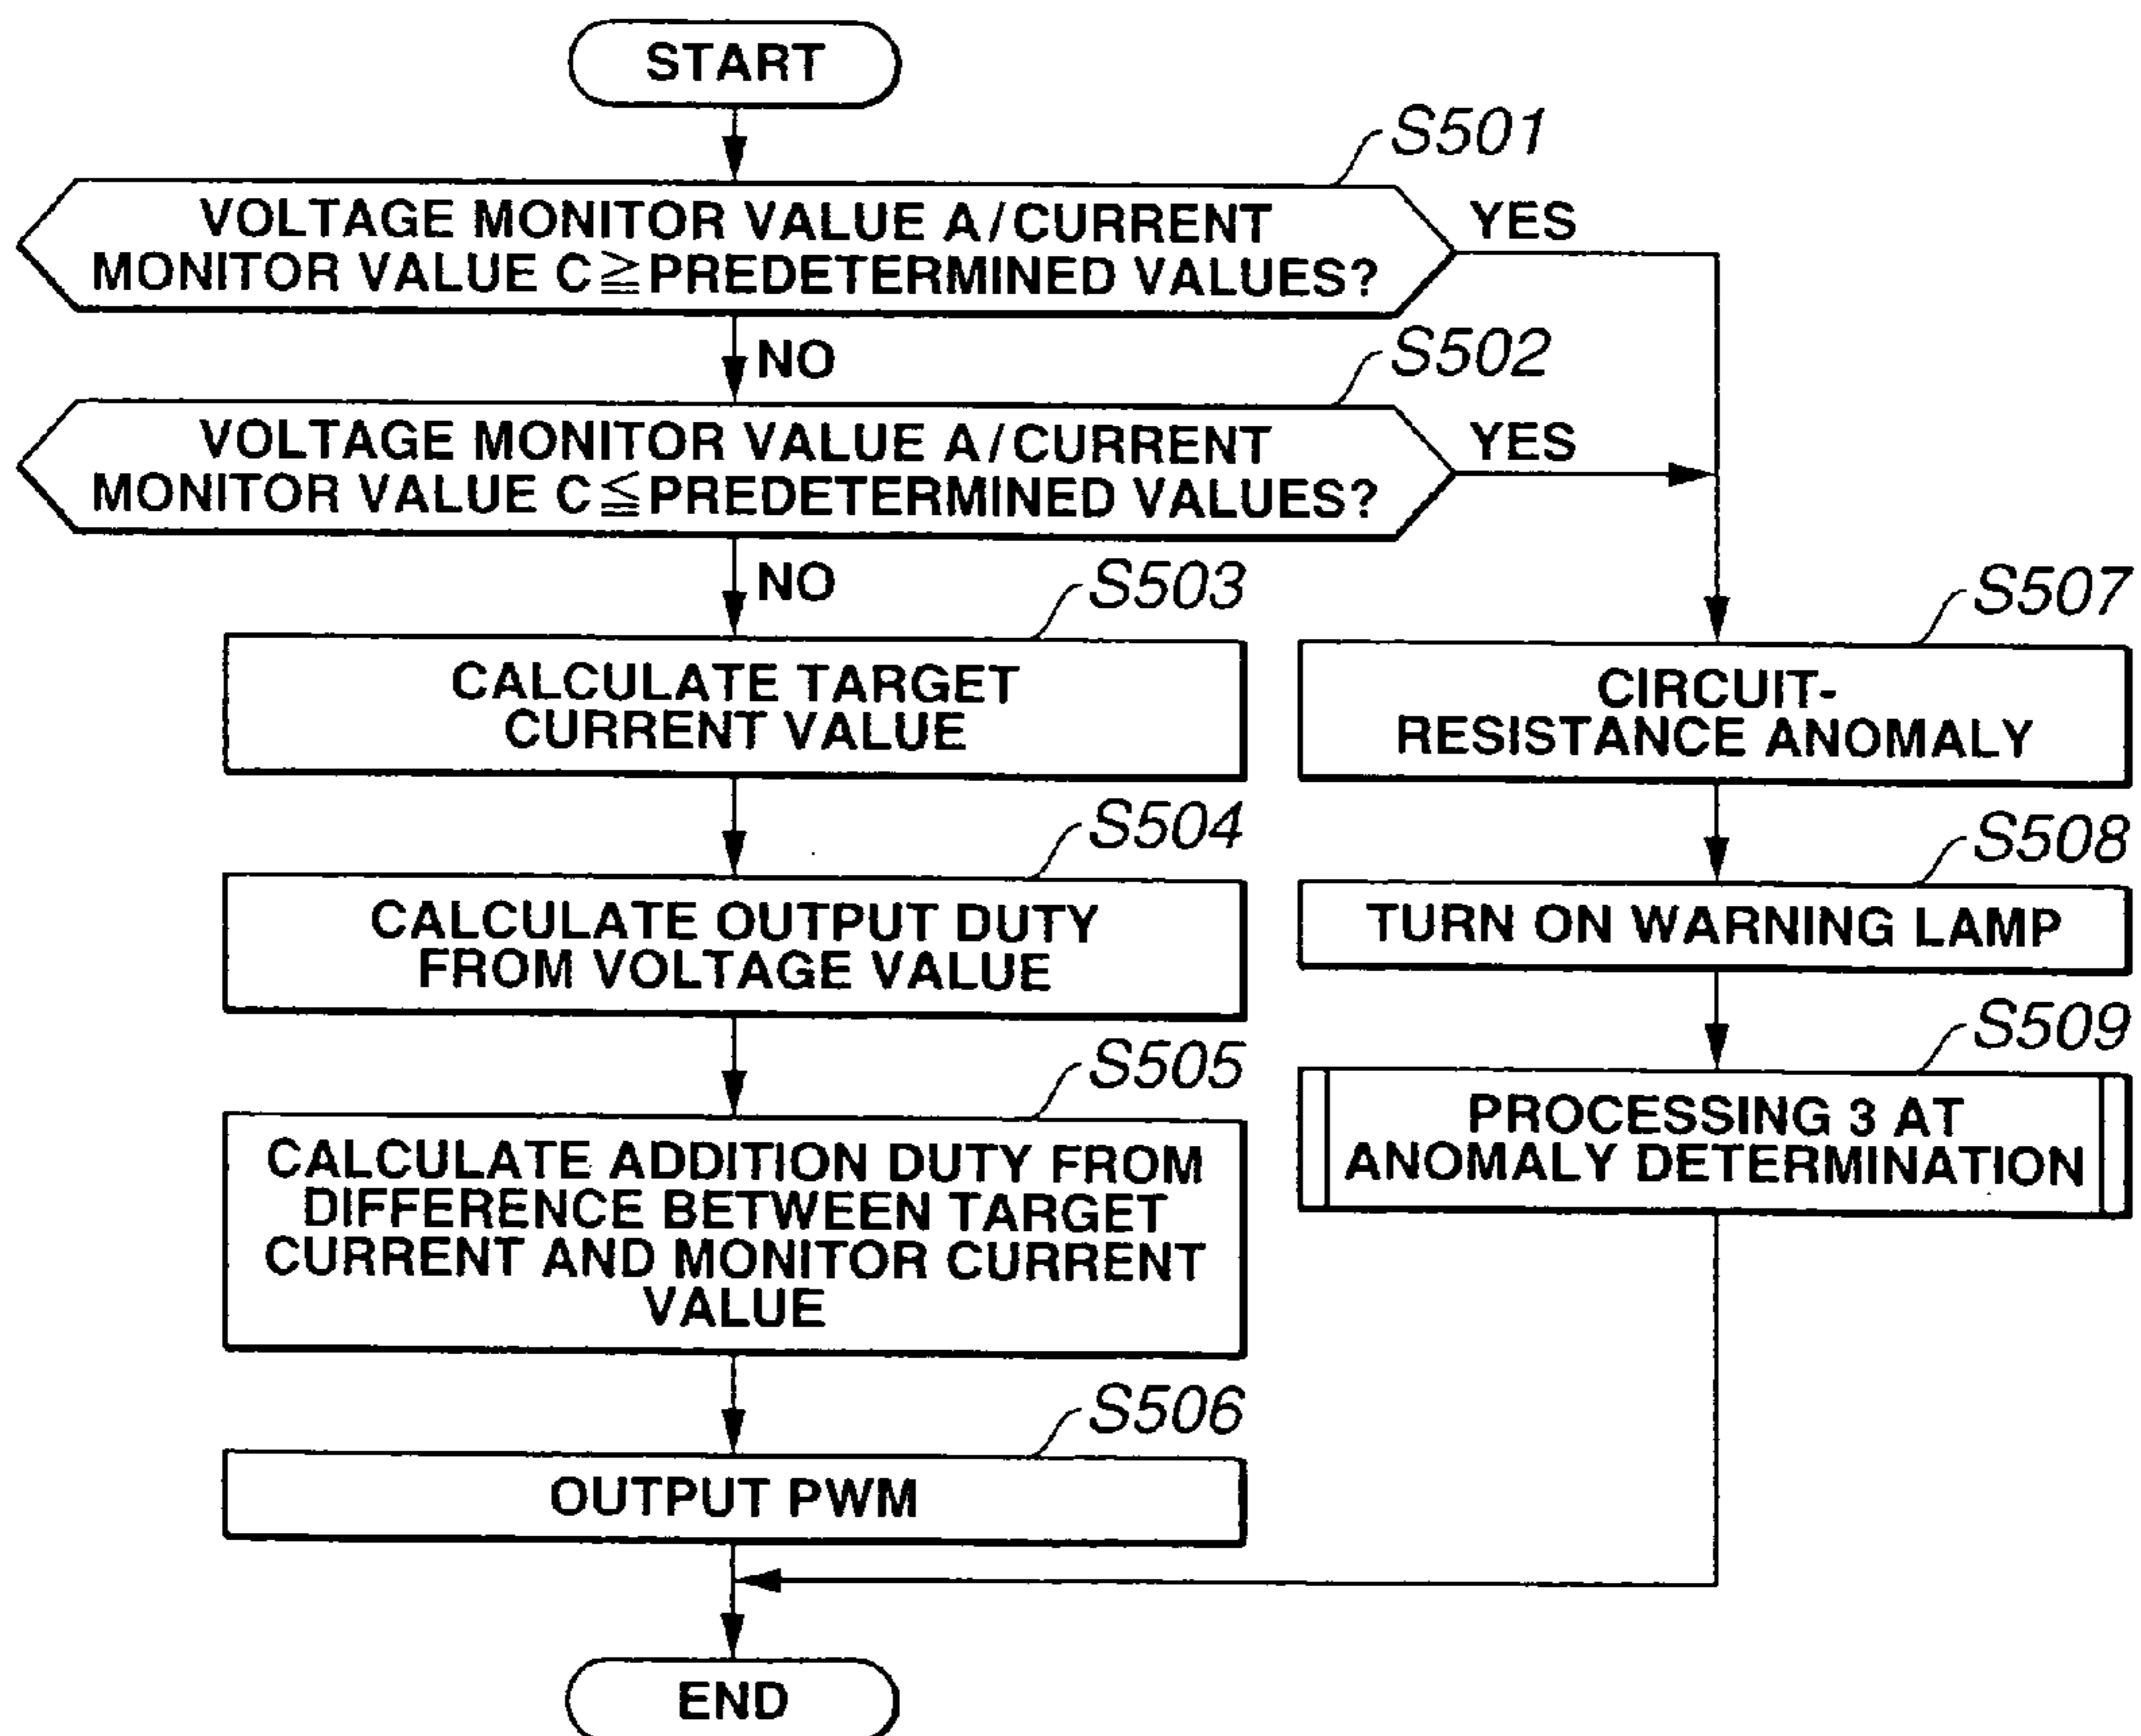 START
S501
VOLTAGE MONITOR VALUE A/CURRENT
MONITOR VALUE C≧PREDETERMINED VALUES?
YES
NO
S502
VOLTAGE MONITOR VALUE A/CURRENT
MONITOR VALUE C≦PREDETERMINED VALUES?
YES
NO
S503
CALCULATE TARGET
CURRENT VALUE
S504
CALCULATE OUTPUT DUTY
FROM VOLTAGE VALUE
S505
CALCULATE ADDITION DUTY FROM
DIFFERENCE BETWEEN TARGET
CURRENT AND MONITOR CURRENT
VALUE
S506
OUTPUT PWM
S507
CIRCUIT-
RESISTANCE ANOMALY
S508
TURN ON WARNING LAMP
S509
PROCESSING 3 AT
ANOMALY DETERMINATION
END